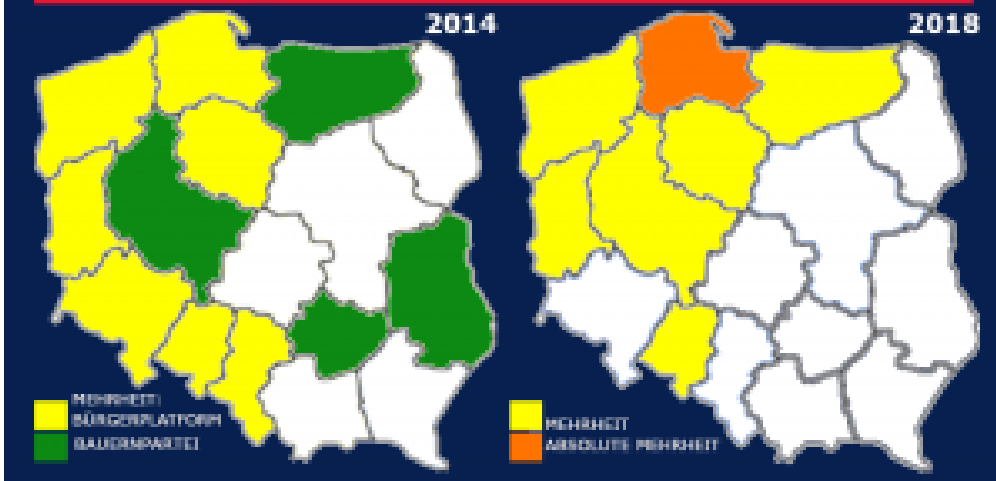 2014
2018
MEHRHEIT:
BÜRGERPLATFORM
BAUERNPARTEI
MEHRHEIT
ABSOLUTE MEHRHEIT